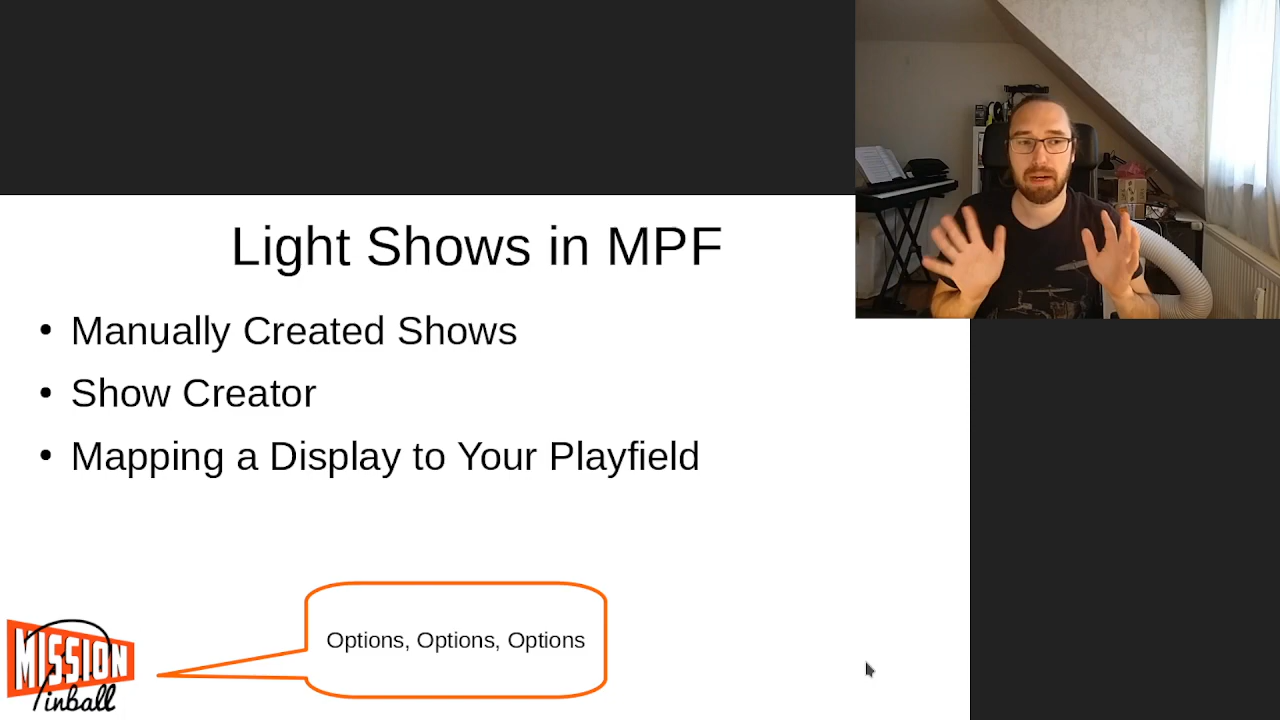 Light Shows in MPF
• Manually Created Shows
• Show Creator
• Mapping a Display to Your Playfield
Options, Options, Options
MISSION
Pinball